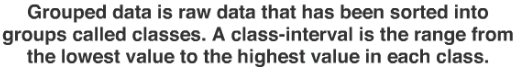 Grouped data is raw data that has been sorted into
groups called classes. A class-interval is the range from
the lowest value to the highest value in each class.